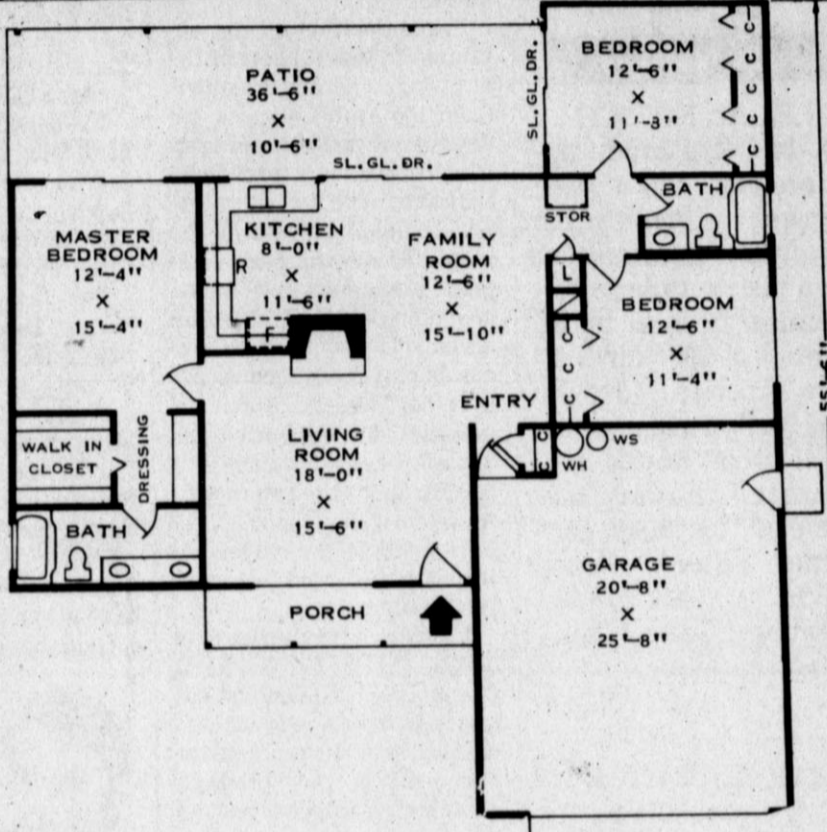 PATIO
36'-6"
X
10'-6"
SL. GL. DR.
SL. GL. DR.
BEDROOM
12'-6"
X
11'-8"
C
C
C
C
C
C
MASTER
BEDROOM
12'-4"
X
15'-4"
KITCHEN
8'-0"
X
11'-6"
R
F
FAMILY
ROOM
12'-6"
X
15'-10"
STOR
BATH
L
BEDROOM
12'-6"
X
11'-4"
C
C
C
55'-6"
ENTRY
C
C
WH
WS
WALK IN
CLOSET
DRESSING
LIVING
ROOM
18'-0"
X
15'-6"
BATH
PORCH
GARAGE
20'-8"
X
25'-8"